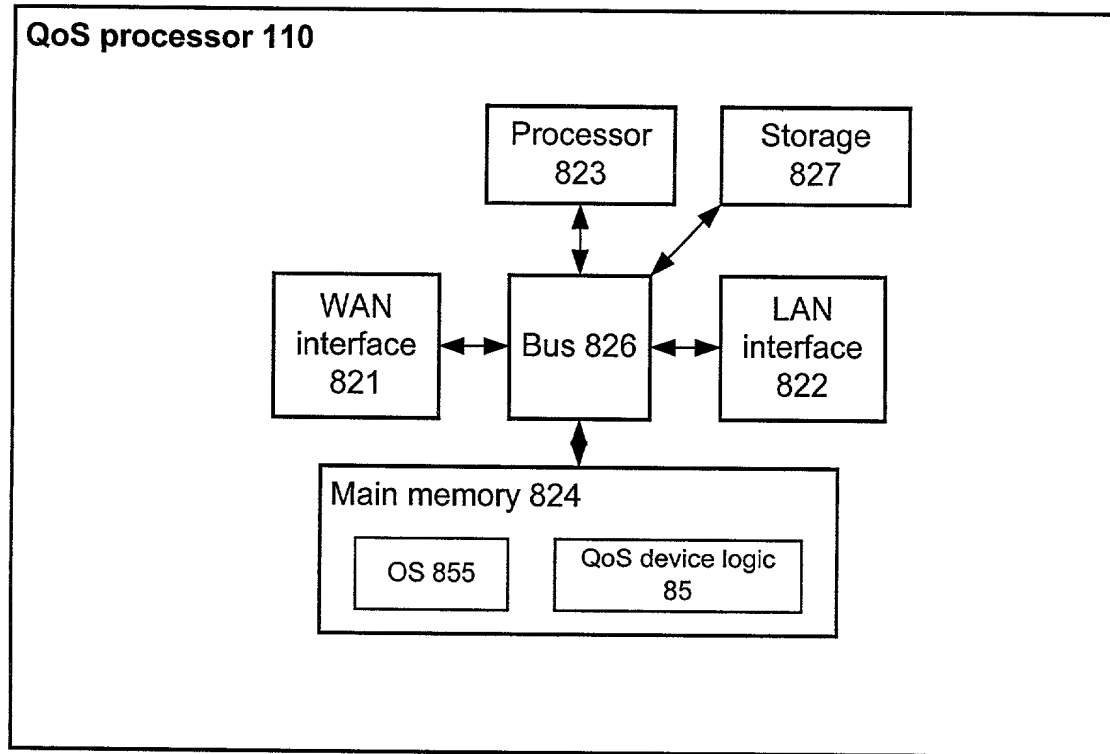 QoS processor 110
Processor
823
Storage
827
WAN
interface
821
Bus 826
LAN
interface
822
Main memory 824
OS 855
QoS device logic
85